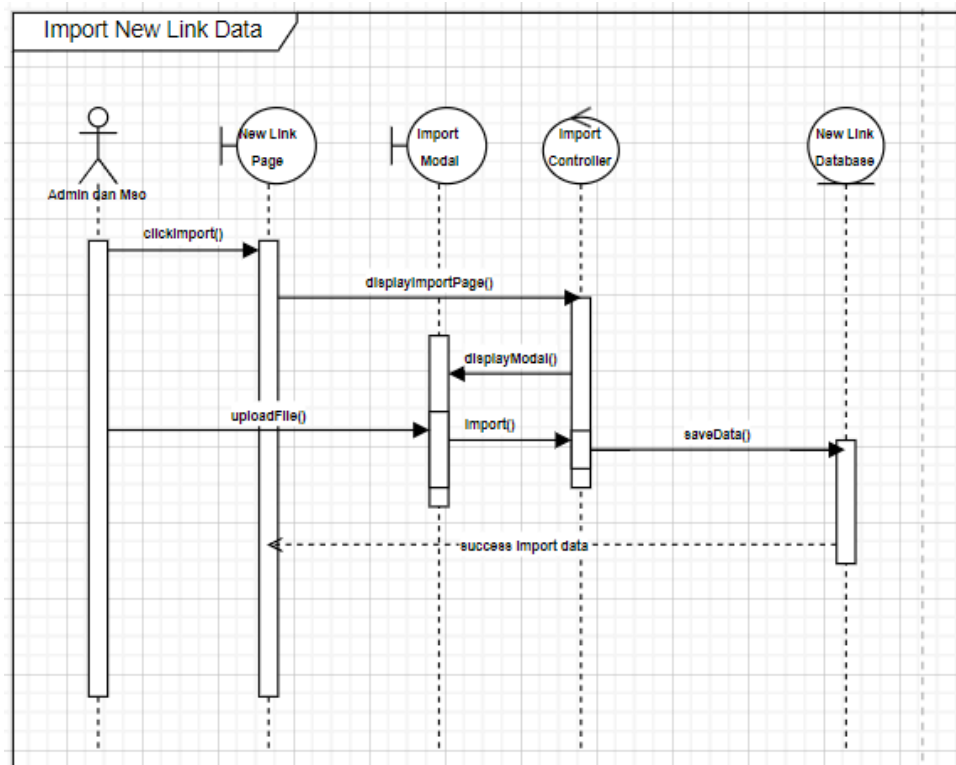 Import New Link Data
New Link
Page
Import
Modal
Import
Controller
New Link
Database
Admin dan Mso
clickImport()
displayImportPage()
displayModal()
uploadFile()
Import()
saveData()
success Import data